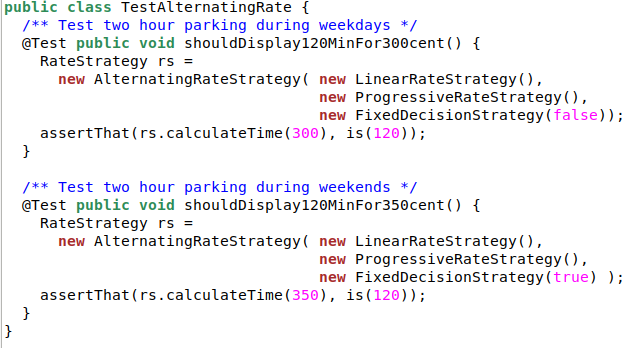 public class TestAlternatingRate {
  /** Test two hour parking during weekdays */
  @Test public void shouldDisplay120MinFor300cent() {
    RateStrategy rs =
      new AlternatingRateStrategy( new LinearRateStrategy(),
                                   new ProgressiveRateStrategy(),
                                   new FixedDecisionStrategy(false));
    assertThat(rs.calculateTime(300), is(120));
  }

  /** Test two hour parking during weekends */
  @Test public void shouldDisplay120MinFor350cent() {
    RateStrategy rs =
      new AlternatingRateStrategy( new LinearRateStrategy(),
                                   new ProgressiveRateStrategy(),
                                   new FixedDecisionStrategy(true) );
    assertThat(rs.calculateTime(350), is(120));
  }
}